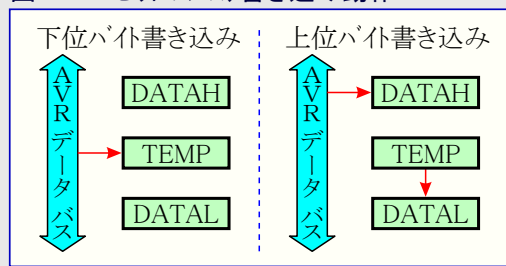 下位バイト書き込み
上位バイト書き込み
AVRデータ バス
DATAH
TEMP
DATAL
AVRデータ バス
DATAH
TEMP
DATAL